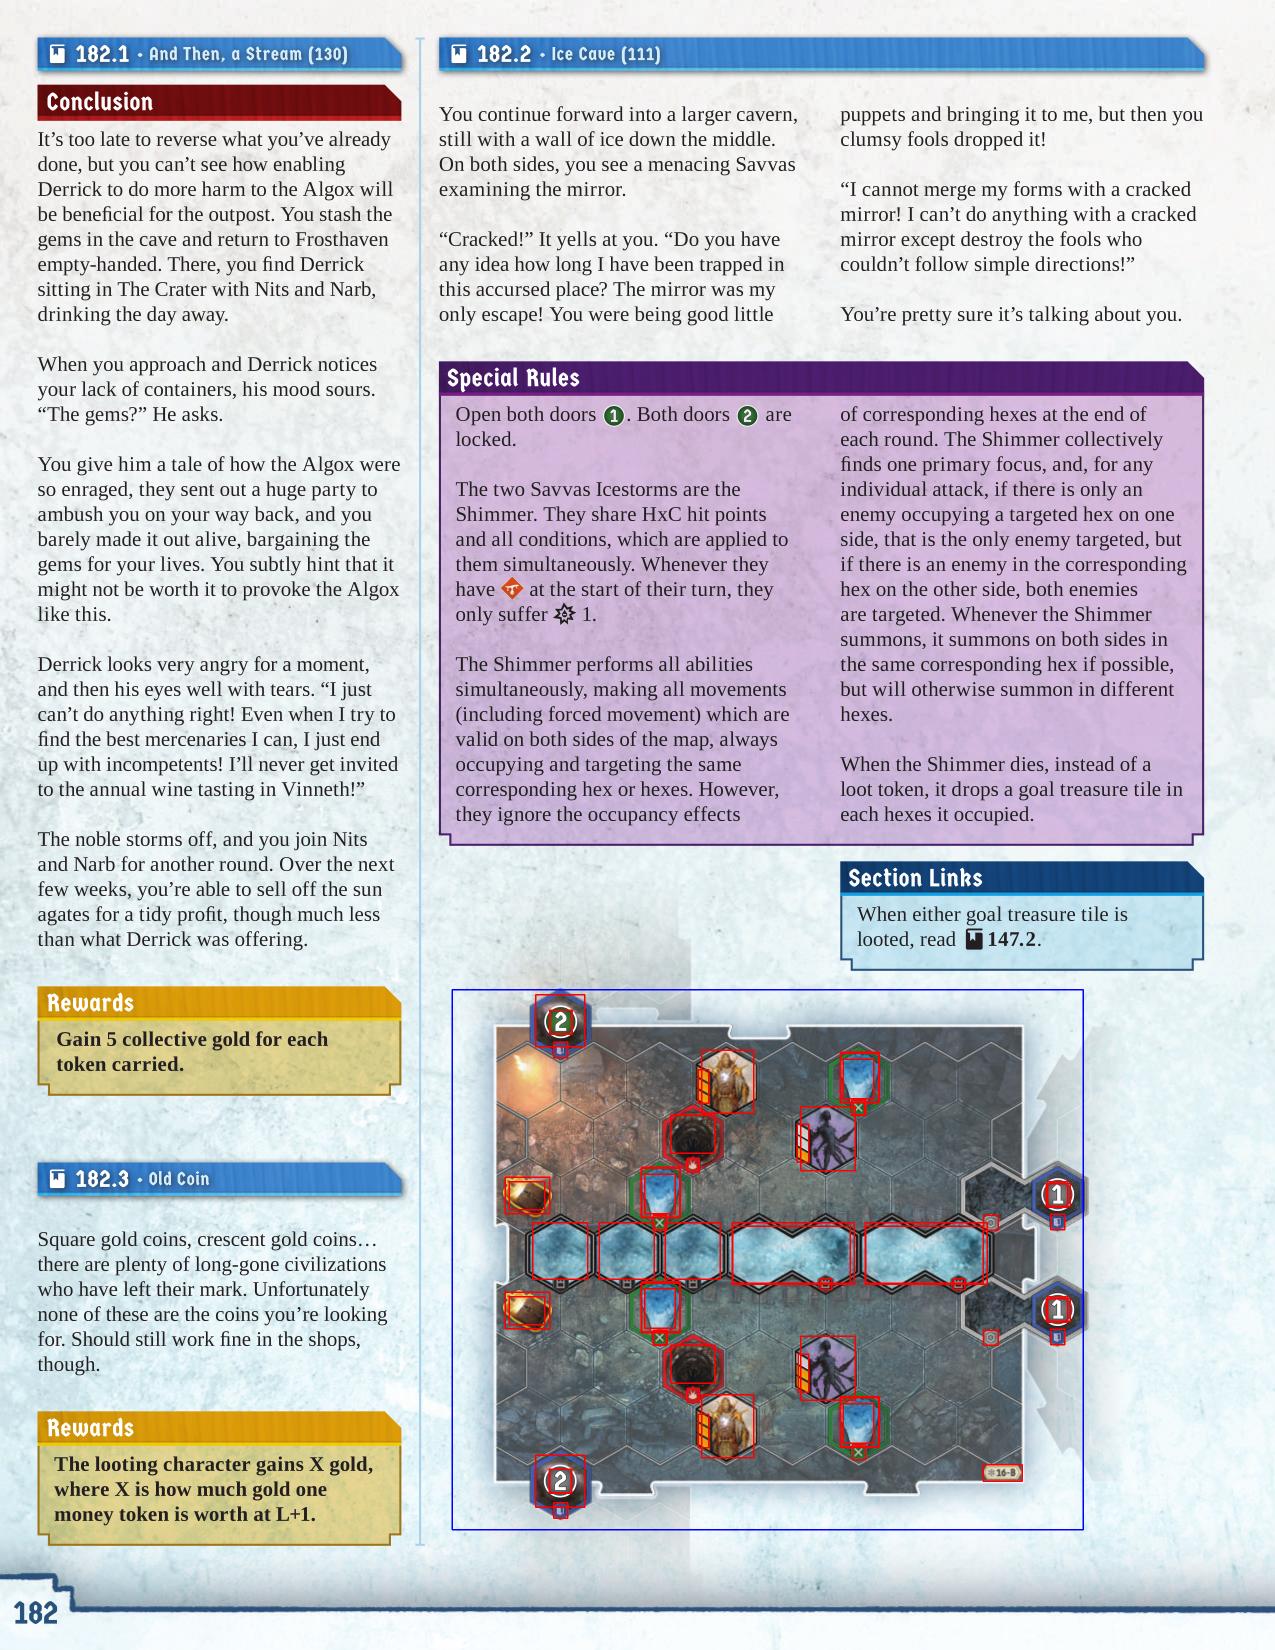 182.1 • And Then, a Stream (130)
Conclusion
It’s too late to reverse what you’ve already
done, but you can’t see how enabling
Derrick to do more harm to the Algox will
be beneficial for the outpost. You stash the
gems in the cave and return to Frosthaven
empty-handed. There, you find Derrick
sitting in The Crater with Nits and Narb,
drinking the day away.
When you approach and Derrick notices
your lack of containers, his mood sours.
“The gems?” He asks.
You give him a tale of how the Algox were
so enraged, they sent out a huge party to
ambush you on your way back, and you
barely made it out alive, bargaining the
gems for your lives. You subtly hint that it
might not be worth it to provoke the Algox
like this.
Derrick looks very angry for a moment,
and then his eyes well with tears. “I just
can’t do anything right! Even when I try to
find the best mercenaries I can, I just end
up with incompetents! I’ll never get invited
to the annual wine tasting in Vinneth!”
The noble storms off, and you join Nits
and Narb for another round. Over the next
few weeks, you’re able to sell off the sun
agates for a tidy profit, though much less
than what Derrick was offering.
Rewards
Gain 5 collective gold for each
token carried.
182.3 • Old Coin
Square gold coins, crescent gold coins…
there are plenty of long-gone civilizations
who have left their mark. Unfortunately
none of these are the coins you’re looking
for. Should still work fine in the shops,
though.
Rewards
The looting character gains X gold,
where X is how much gold one
money token is worth at L+1.
182.2 • Ice Cave (111)
You continue forward into a larger cavern,
still with a wall of ice down the middle.
On both sides, you see a menacing Savvas
examining the mirror.
“Cracked!” It yells at you. “Do you have
any idea how long I have been trapped in
this accursed place? The mirror was my
only escape! You were being good little
puppets and bringing it to me, but then you
clumsy fools dropped it!
“I cannot merge my forms with a cracked
mirror! I can’t do anything with a cracked
mirror except destroy the fools who
couldn’t follow simple directions!”
You’re pretty sure it’s talking about you.
Special Rules
Open both doors 1. Both doors 2 are
locked.
The two Savvas Icestorms are the
Shimmer. They share HxC hit points
and all conditions, which are applied to
them simultaneously. Whenever they
have at the start of their turn, they
only suffer 1.
The Shimmer performs all abilities
simultaneously, making all movements
(including forced movement) which are
valid on both sides of the map, always
occupying and targeting the same
corresponding hex or hexes. However,
they ignore the occupancy effects
of corresponding hexes at the end of
each round. The Shimmer collectively
finds one primary focus, and, for any
individual attack, if there is only an
enemy occupying a targeted hex on one
side, that is the only enemy targeted, but
if there is an enemy in the corresponding
hex on the other side, both enemies
are targeted. Whenever the Shimmer
summons, it summons on both sides in
the same corresponding hex if possible,
but will otherwise summon in different
hexes.
When the Shimmer dies, instead of a
loot token, it drops a goal treasure tile in
each hexes it occupied.
Section Links
When either goal treasure tile is
looted, read 147.2.
2
1
1
2
16-B
182